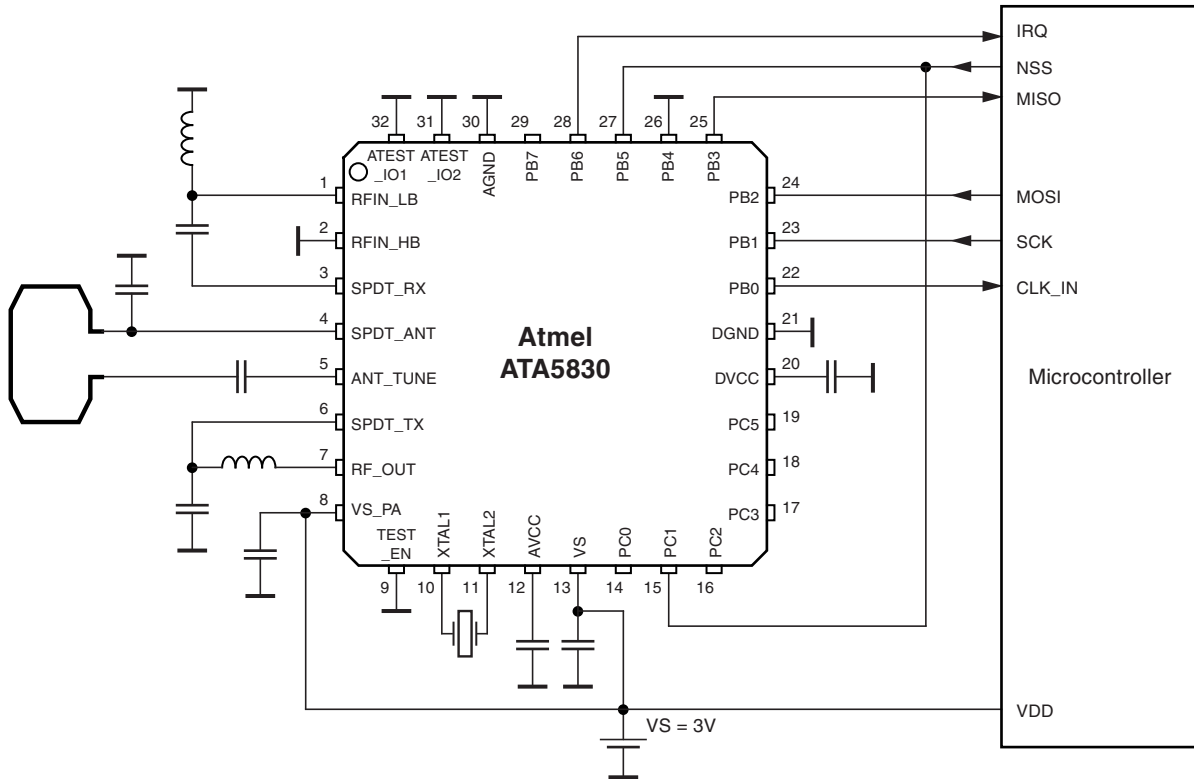 IRQ
NSS
MISO
32
31
30
29
28
27
26
25
ATEST
_IO1
ATEST
_IO2
AGND
PB7
PB6
PB5
PB4
PB3
1
RFIN_LB
PB2
24
MOSI
2
RFIN_HB
PB1
23
SCK
3
SPDT_RX
PB0
22
CLK_IN
4
SPDT_ANT
Atmel
ATA5830
DGND
21
5
ANT_TUNE
DVCC
20
Microcontroller
6
SPDT_TX
PC5
19
7
RF_OUT
PC4
18
8
VS_PA
PC3
17
TEST
_EN
XTAL1
XTAL2
AVCC
VS
PC0
PC1
PC2
9
10
11
12
13
14
15
16
VDD
VS = 3V